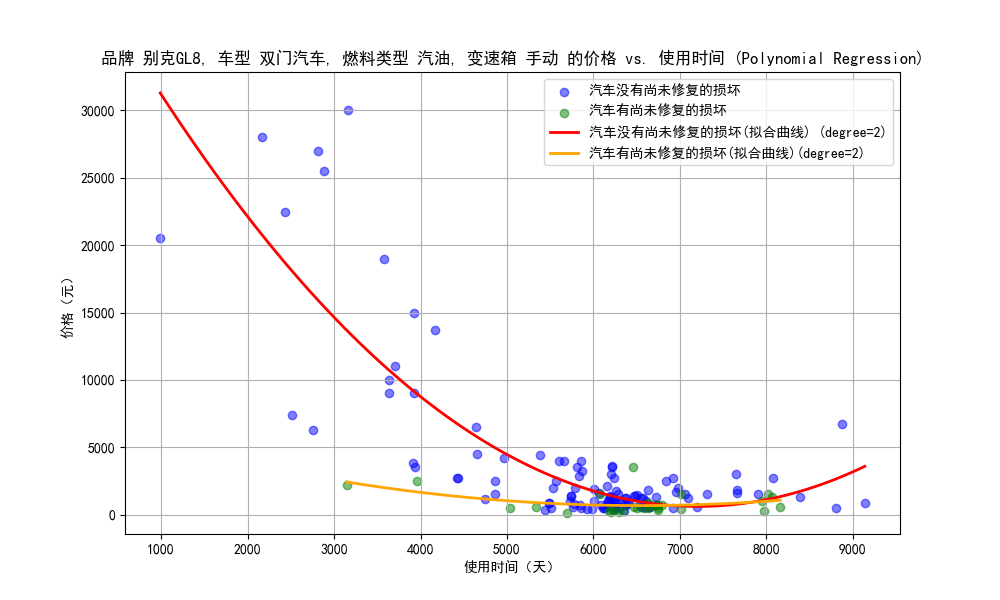 品牌 别克GL8, 车型 双门汽车, 燃料类型 汽油, 变速箱 手动 的价格 vs. 使用时间 (Polynomial Regression)
汽车没有尚未修复的损坏
汽车有尚未修复的损坏
汽车没有尚未修复的损坏(拟合曲线) (degree=2)
汽车有尚未修复的损坏(拟合曲线)(degree=2)
价格（元）
30000
25000
20000
15000
10000
5000
0
1000 2000 3000 4000 5000 6000 7000 8000 9000
使用时间（天）